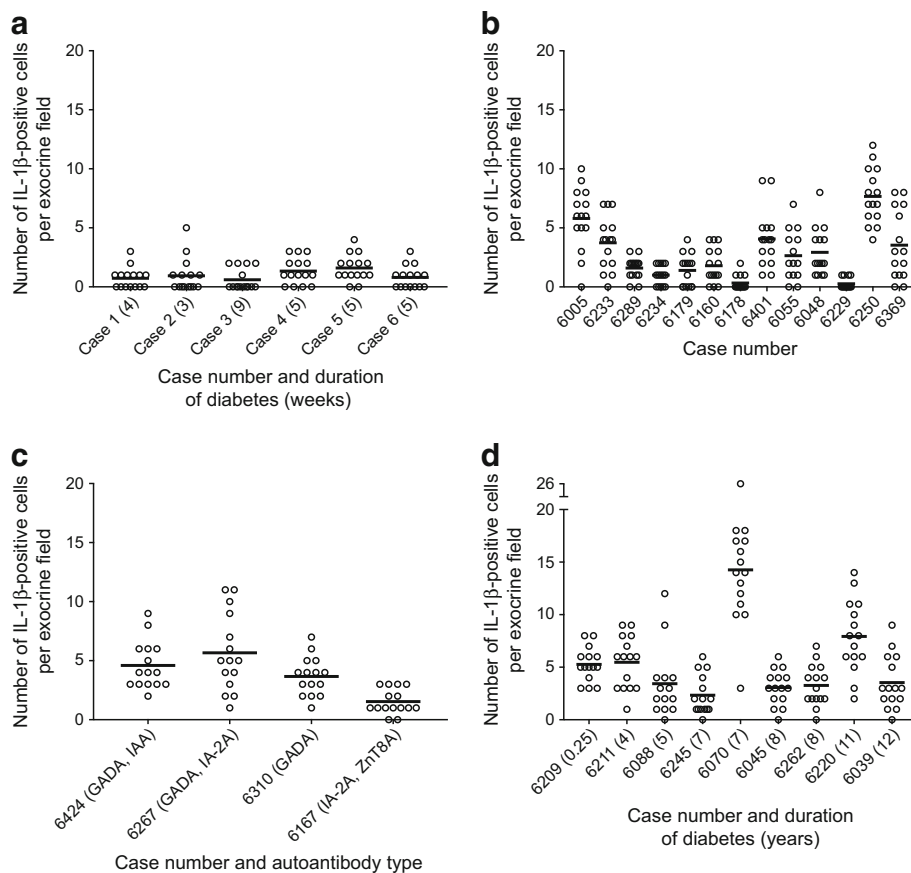 a
Number of IL-1β-positive cells
per exocrine field
20
15
10
5
0
Case 1 (4)
Case 2 (3)
Case 3 (9)
Case 4 (5)
Case 5 (5)
Case 6 (5)
Case number and duration
of diabetes (weeks)
b
Number of IL-1β-positive cells
per exocrine field
20
15
10
5
0
6005
6233
6289
6234
6179
6160
6178
6401
6055
6048
6229
6250
6369
Case number
c
Number of IL-1β-positive cells
per exocrine field
20
15
10
5
0
6424 (GADA, IAA)
6267 (GADA, IA-2A)
6310 (GADA)
6167 (IA-2A, ZnT8A)
Case number and autoantibody type
d
Number of IL-1β-positive cells
per exocrine field
26
20
15
10
5
0
6209 (0.25)
6211 (4)
6088 (5)
6245 (7)
6070 (7)
6045 (8)
6262 (8)
6220 (11)
6039 (12)
Case number and duration
of diabetes (years)